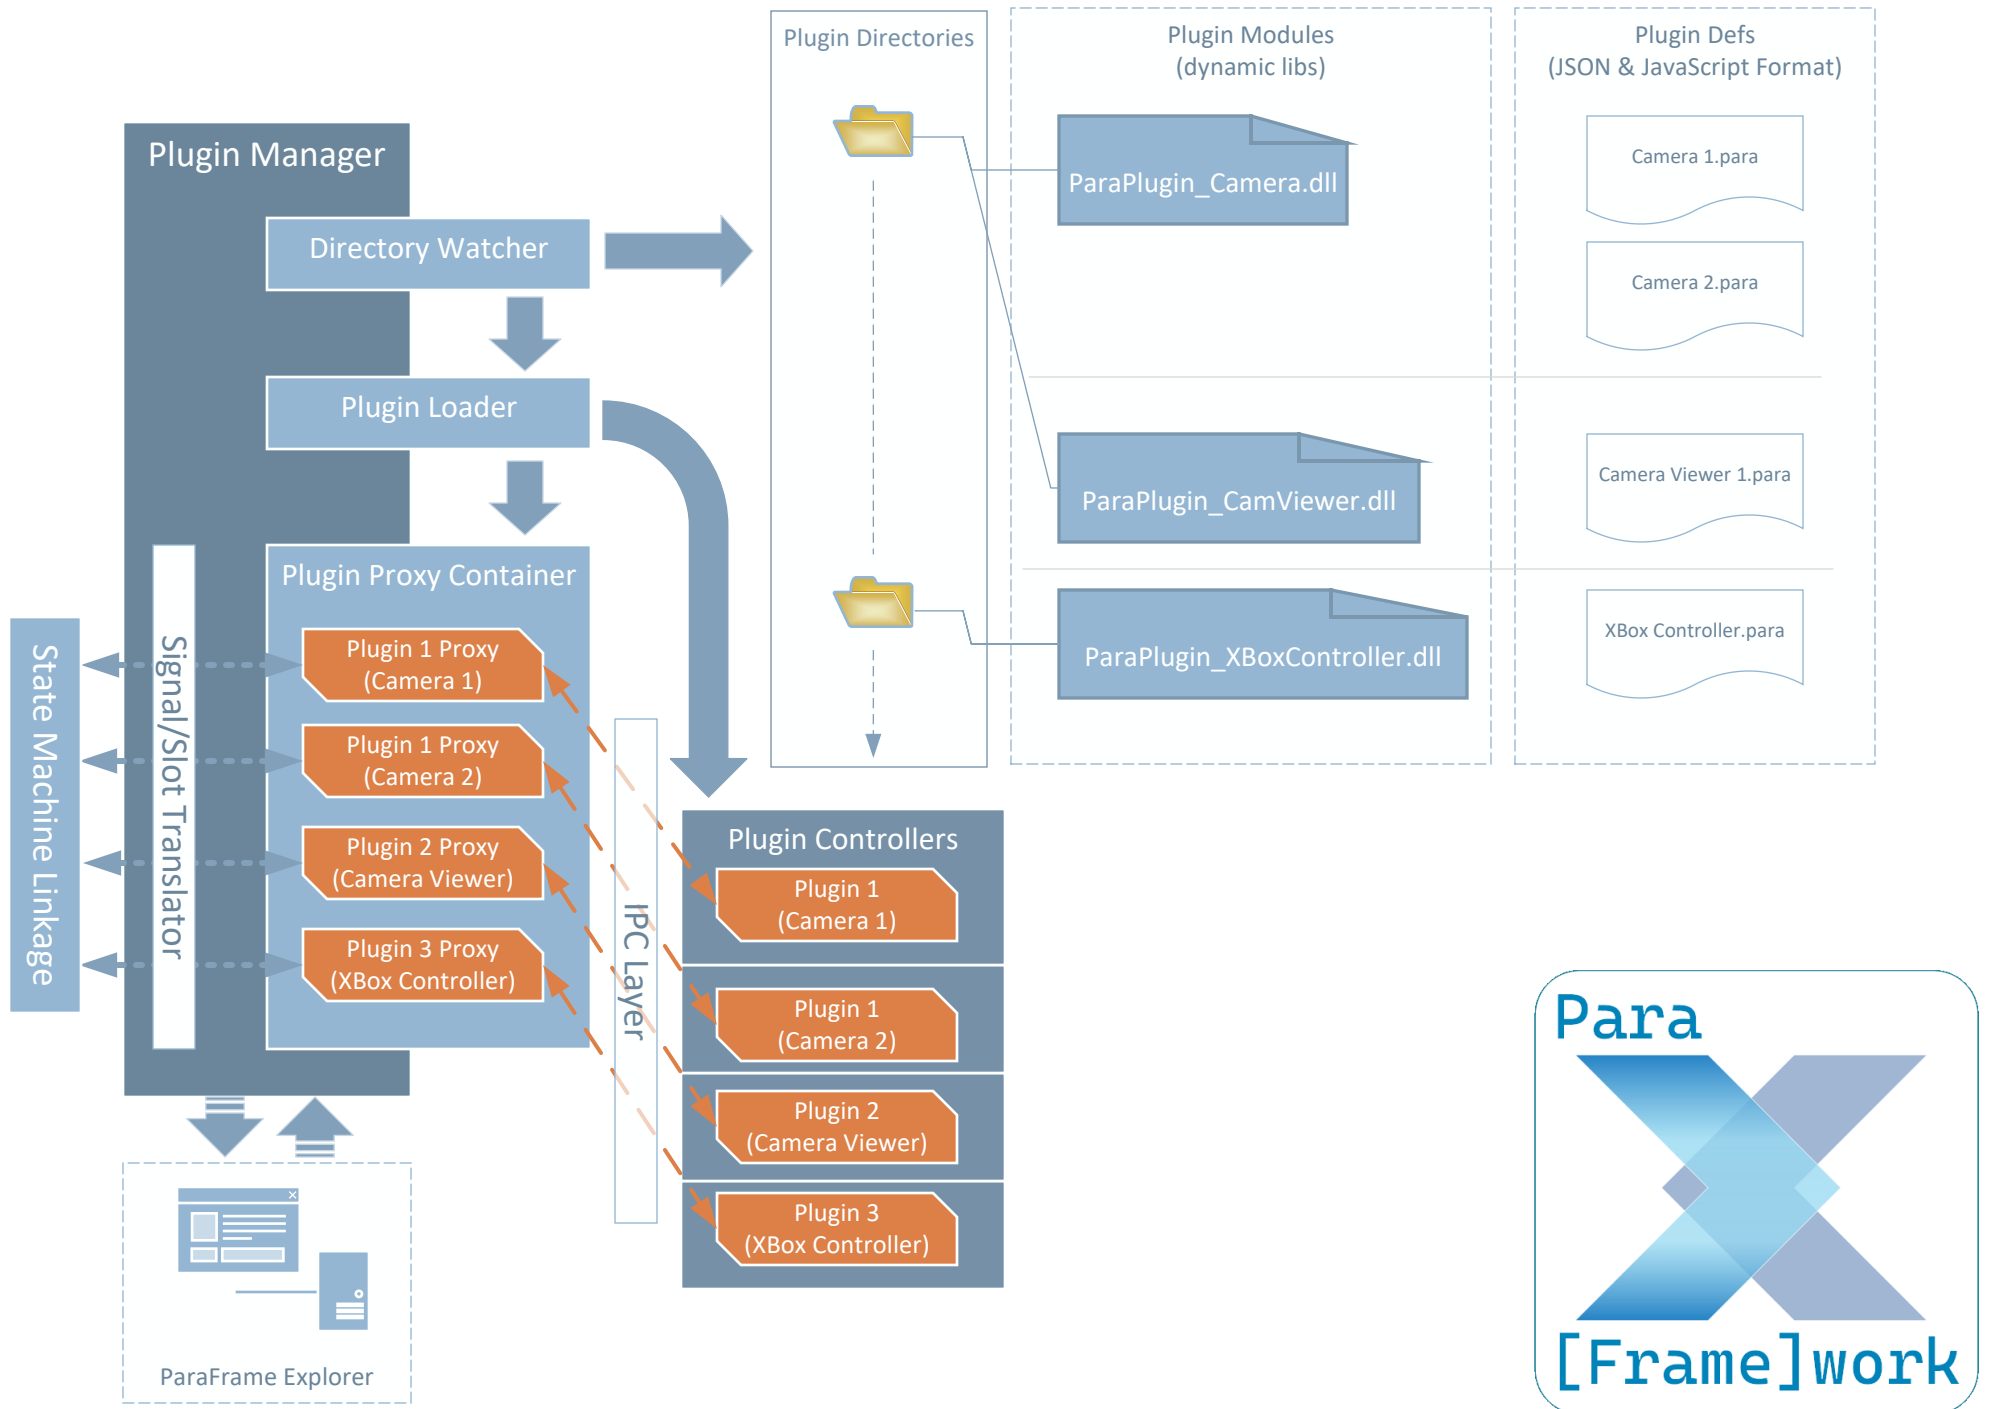 Plugin Directories
Plugin Modules
(dynamic libs)
Plugin Defs
(JSON & JavaScript Format)
Plugin Manager
Directory Watcher
Plugin Loader
Plugin Proxy Container
Plugin 1 Proxy
(Camera 1)
Plugin 1 Proxy
(Camera 2)
Plugin 2 Proxy
(Camera Viewer)
Plugin 3 Proxy
(XBox Controller)
State Machine Linkage
Signal/Slot Translator
IPC Layer
ParaPlugin_Camera.dll
ParaPlugin_CamViewer.dll
ParaPlugin_XBoxController.dll
Camera 1.para
Camera 2.para
Camera Viewer 1.para
XBox Controller.para
Plugin Controllers
Plugin 1
(Camera 1)
Plugin 1
(Camera 2)
Plugin 2
(Camera Viewer)
Plugin 3
(XBox Controller)
ParaFrame Explorer
Para
[Frame]work